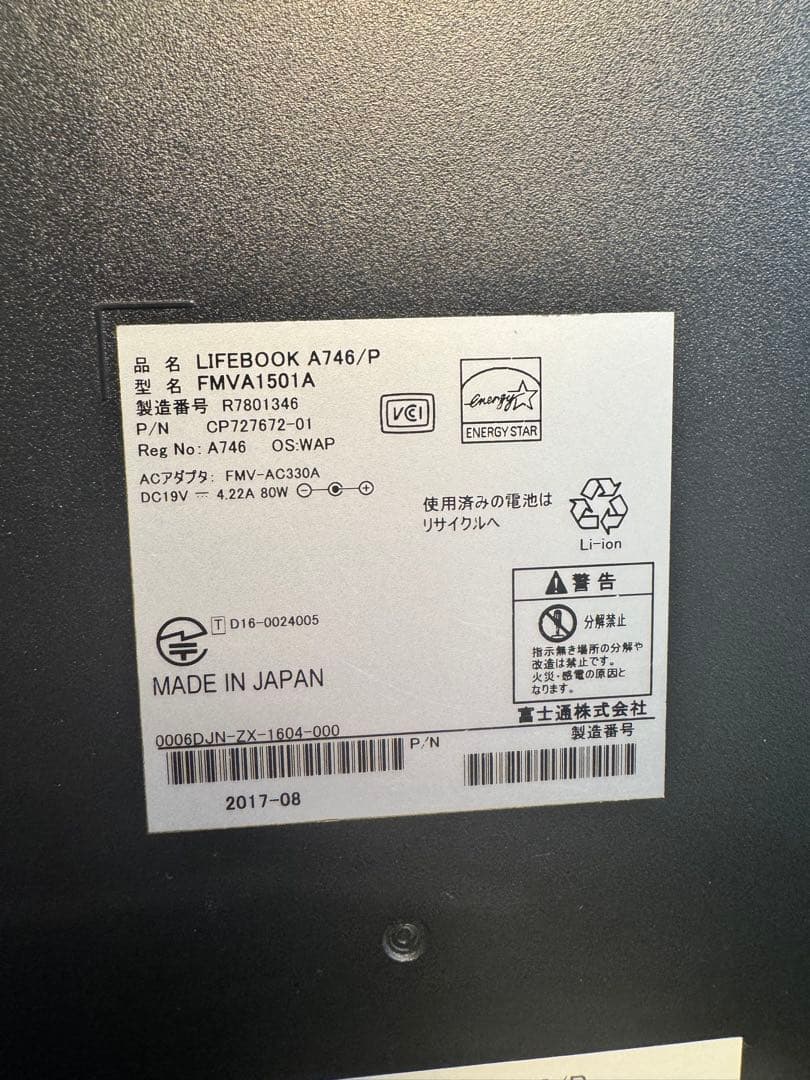 品 名 LIFEBOOK A746/P
型 名 FMVA1501A
製造番号 R7801346
P/N CP727672-01
Reg No: A746 OS:WAP
ACアダプタ: FMV-AC330A
DC19V ⎓ 4.22A 80W
VCI
energy
ENERGY STAR
使用済みの電池は
リサイクルへ
Li-ion
警告
分解禁止
指示無き場所の分解や
改造は禁止です。
火災・感電の原因と
なります。
T D16-0024005
MADE IN JAPAN
富士通株式会社
0006DJN-ZX-1604-000
P/N
製造番号
2017-08